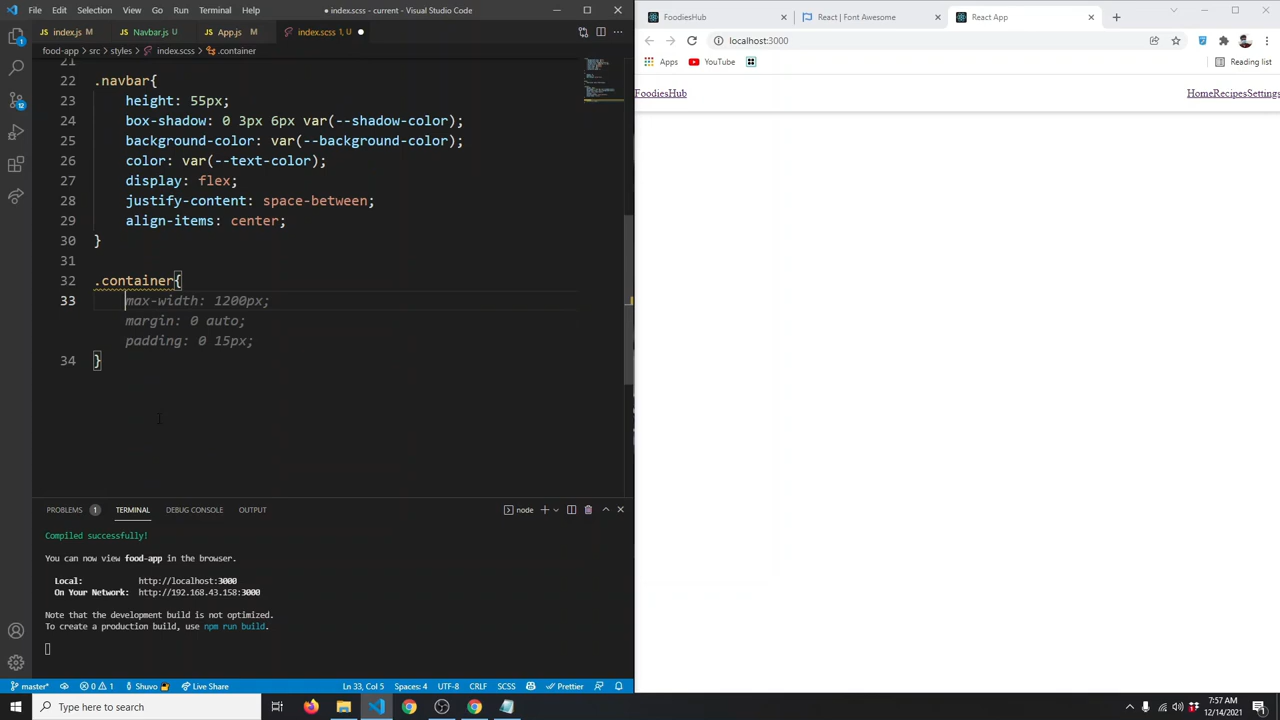 File Edit Selection View Go Run Terminal Help ● index.scss - current - Visual Studio Code
index.js M Navbar.js U App.js M index.scss 1, U ●
food-app > src > styles > index.scss > .container
21
22 .navbar{
23 height: 55px;
24 box-shadow: 0 3px 6px var(--shadow-color);
25 background-color: var(--background-color);
26 color: var(--text-color);
27 display: flex;
28 justify-content: space-between;
29 align-items: center;
30 }
31
32 .container{
33 max-width: 1200px;
margin: 0 auto;
padding: 0 15px;
34 }
12
PROBLEMS 1 TERMINAL DEBUG CONSOLE OUTPUT node
Compiled successfully!
You can now view food-app in the browser.
Local: http://localhost:3000
On Your Network: http://192.168.43.158:3000
Note that the development build is not optimized.
To create a production build, use npm run build.
master* 0 1 Shuvo Live Share Ln 33, Col 5 Spaces: 4 UTF-8 CRLF SCSS Prettier
FoodiesHub React | Font Awesome React App
localhost:3000
Apps YouTube Reading list
FoodiesHub HomeRecipesSettings
Type here to search
7:57 AM
12/14/2021
1